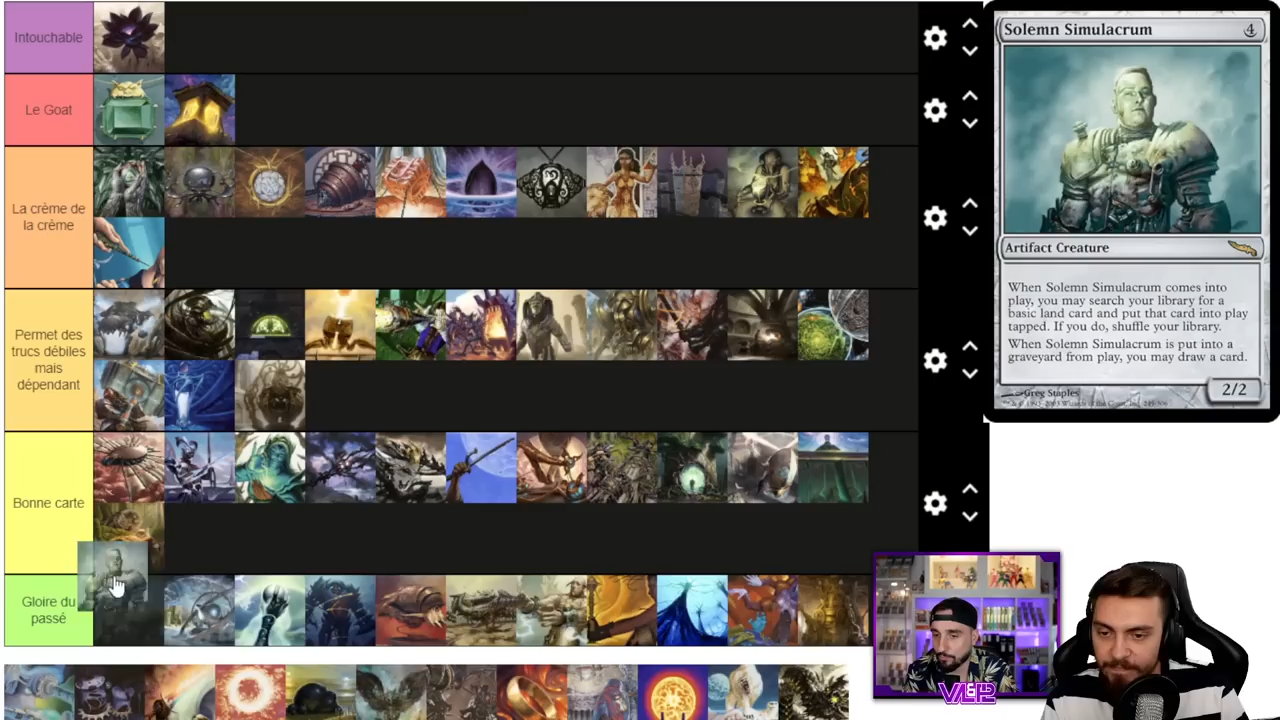 Intouchable
Le Goat
La crème de
la crème
Permet des
trucs débiles
mais
dépendant
Bonne carte
Gloire du
passé
Solemn Simulacrum 4
Artifact Creature
When Solemn Simulacrum comes into
play, you may search your library for a
basic land card and put that card into play
tapped. If you do, shuffle your library.
When Solemn Simulacrum is put into a
graveyard from play, you may draw a card.
2/2
Greg Staples